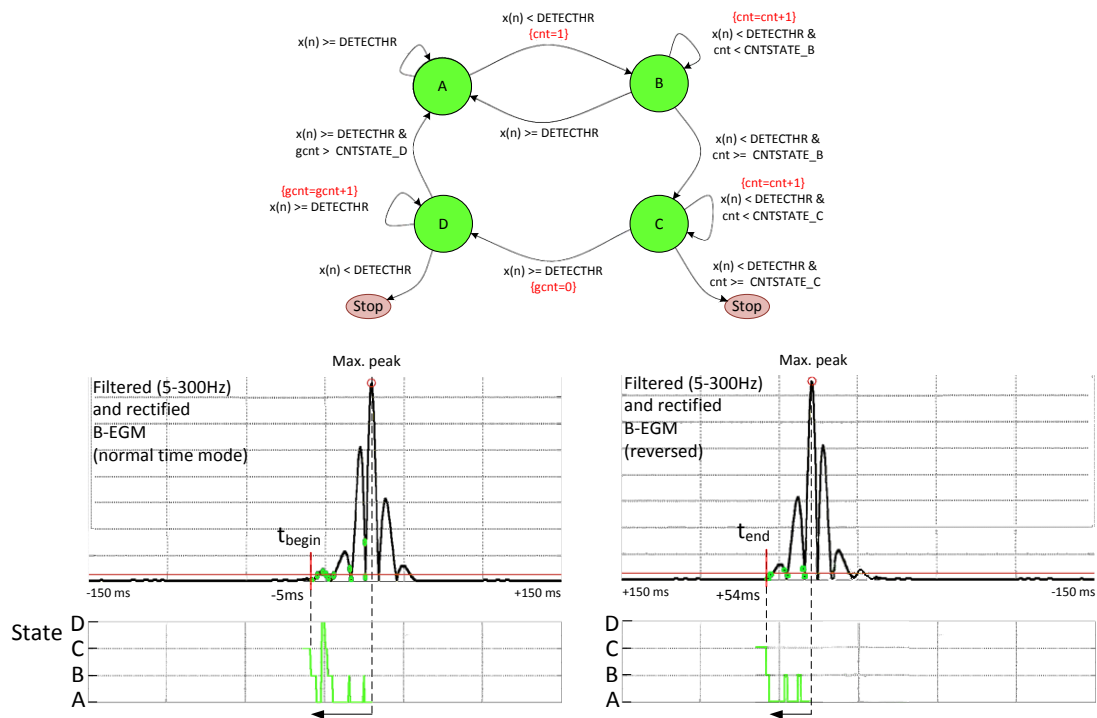 x(n) < DETECTHR
{cnt=1}
{cnt=cnt+1}
x(n) < DETECTHR &
cnt < CNTSTATE_B
x(n) >= DETECTHR
A
B
x(n) >= DETECTHR
x(n) >= DETECTHR &
gcnt > CNTSTATE_D
x(n) < DETECTHR &
cnt >= CNTSTATE_B
{gcnt=gcnt+1}
x(n) >= DETECTHR
{cnt=cnt+1}
x(n) < DETECTHR &
cnt < CNTSTATE_C
D
C
x(n) < DETECTHR
x(n) >= DETECTHR
{gcnt=0}
x(n) < DETECTHR &
cnt >= CNTSTATE_C
Stop
Stop
Max. peak
Filtered (5-300Hz)
and rectified
B-EGM
(normal time mode)
tbegin
-150 ms
-5ms
+150 ms
Max. peak
Filtered (5-300Hz)
and rectified
B-EGM
(reversed)
tend
+150 ms
+54ms
-150 ms
State
D
C
B
A
D
C
B
A